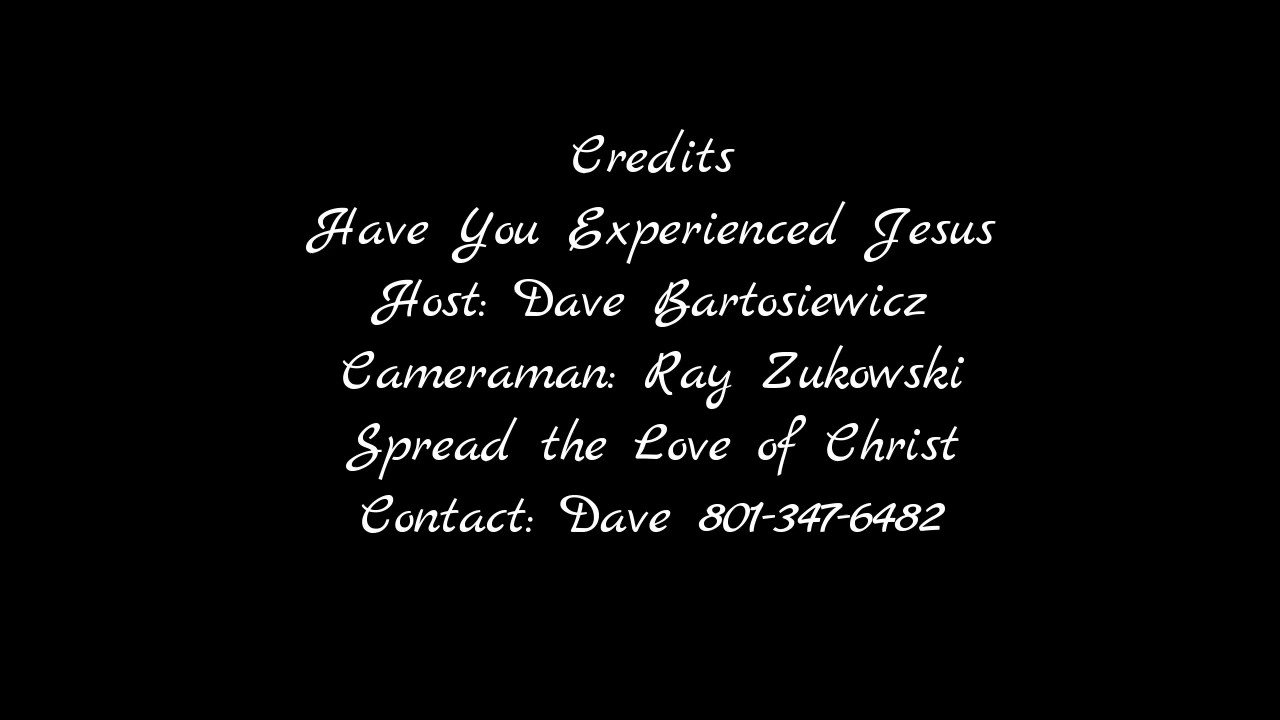 Credits
Have You Experienced Jesus
Host: Dave Bartosiewicz
Cameraman: Ray Zukowski
Spread the Love of Christ
Contact: Dave 801-347-6482